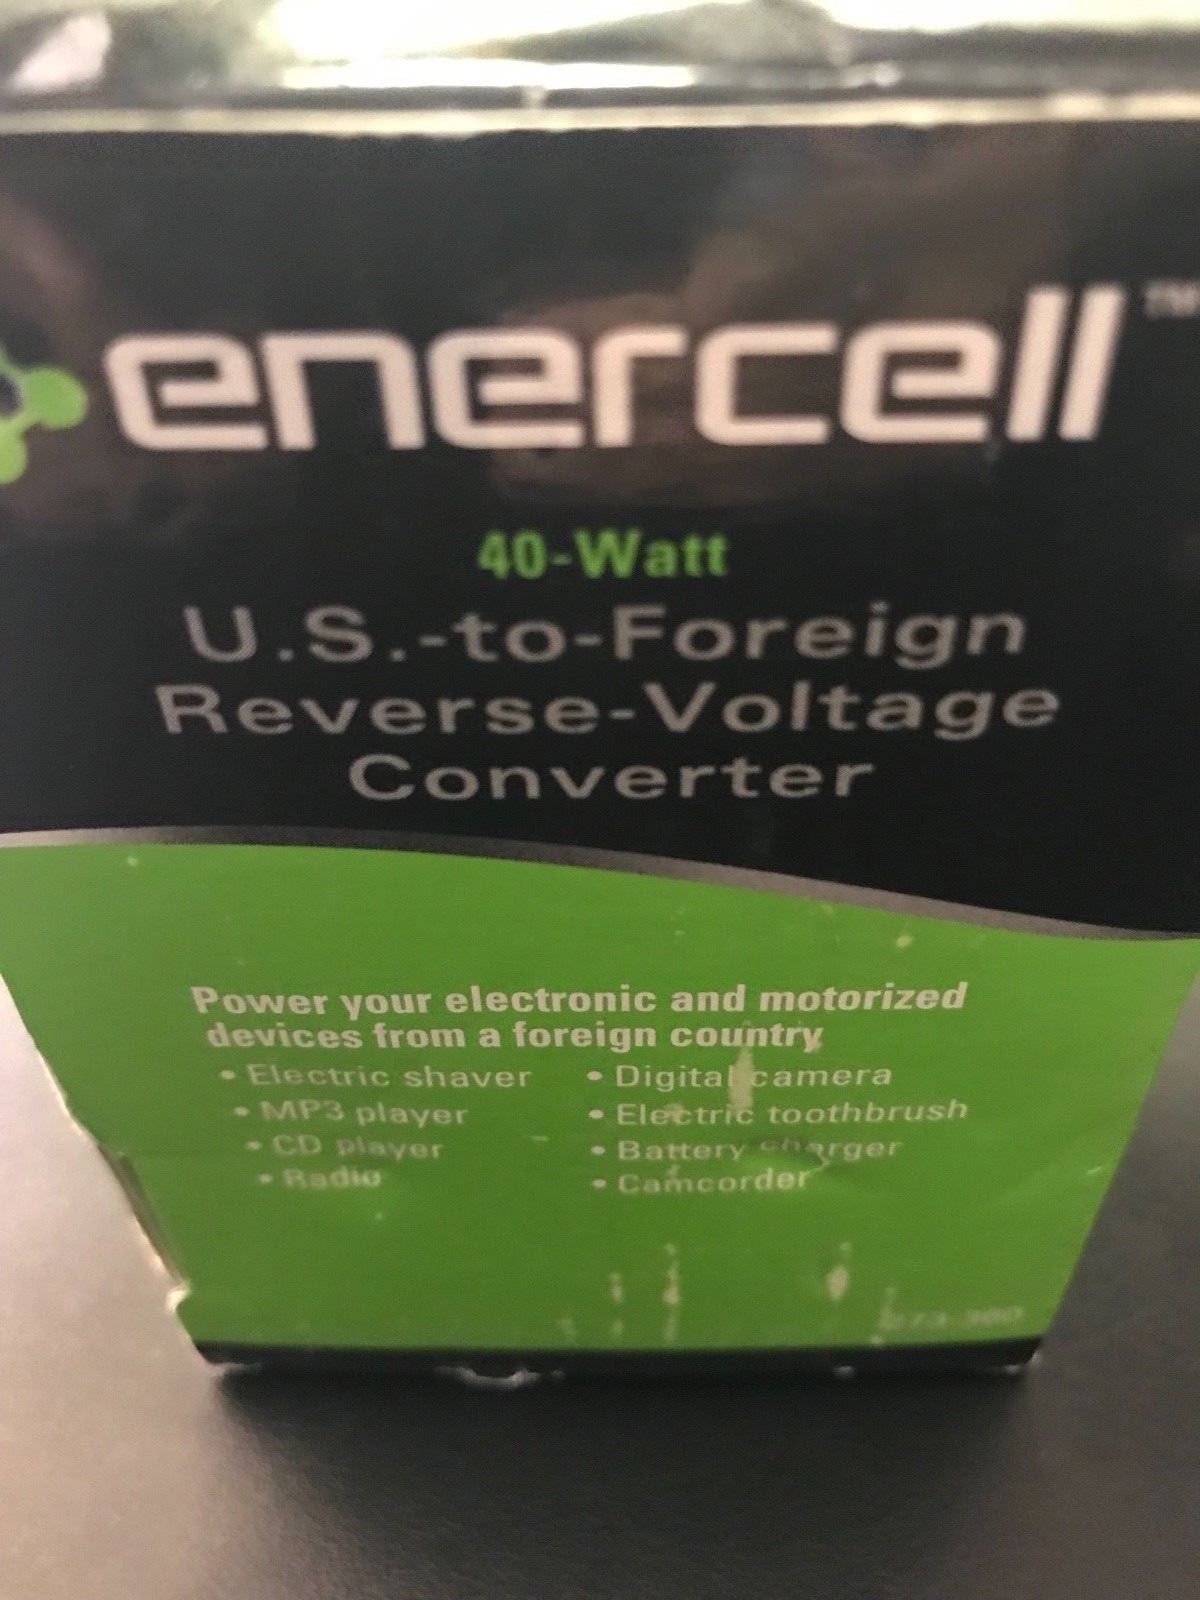 enercell™
40-Watt
U.S.-to-Foreign
Reverse-Voltage
Converter
Power your electronic and motorized
devices from a foreign country
• Electric shaver
• MP3 player
• CD player
• Radio
• Digital camera
• Electric toothbrush
• Battery charger
• Camcorder